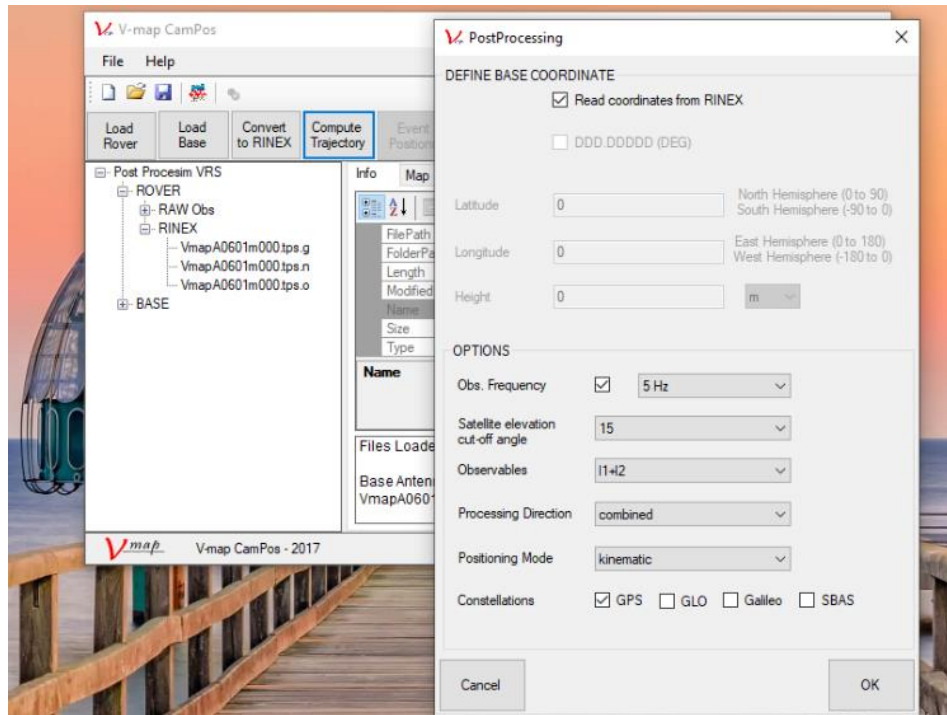 V-map CamPos
File Help
Load Rover
Load Base
Convert to RINEX
Compute Trajectory
Event
Post Procesim VRS
ROVER
RAW Obs
RINEX
VmapA0601m000.tps.g
VmapA0601m000.tps.n
VmapA0601m000.tps.o
BASE
Info Map
FilePath
FolderPa
Length
Modified
Name
Size
Type
Name
Files Loade
Base Anten
VmapA0601
Vmap V-map CamPos - 2017
PostProcessing
DEFINE BASE COORDINATE
Read coordinates from RINEX
DDD.DDDDD (DEG)
Latitude 0 North Hemisphere (0 to 90)
South Hemisphere (-90 to 0)
Longitude 0 East Hemisphere (0 to 180)
West Hemisphere (-180 to 0)
Height 0 m
OPTIONS
Obs. Frequency 5 Hz
Satellite elevation
cut-off angle 15
Observables l1+l2
Processing Direction combined
Positioning Mode kinematic
Constellations GPS GLO Galileo SBAS
Cancel OK